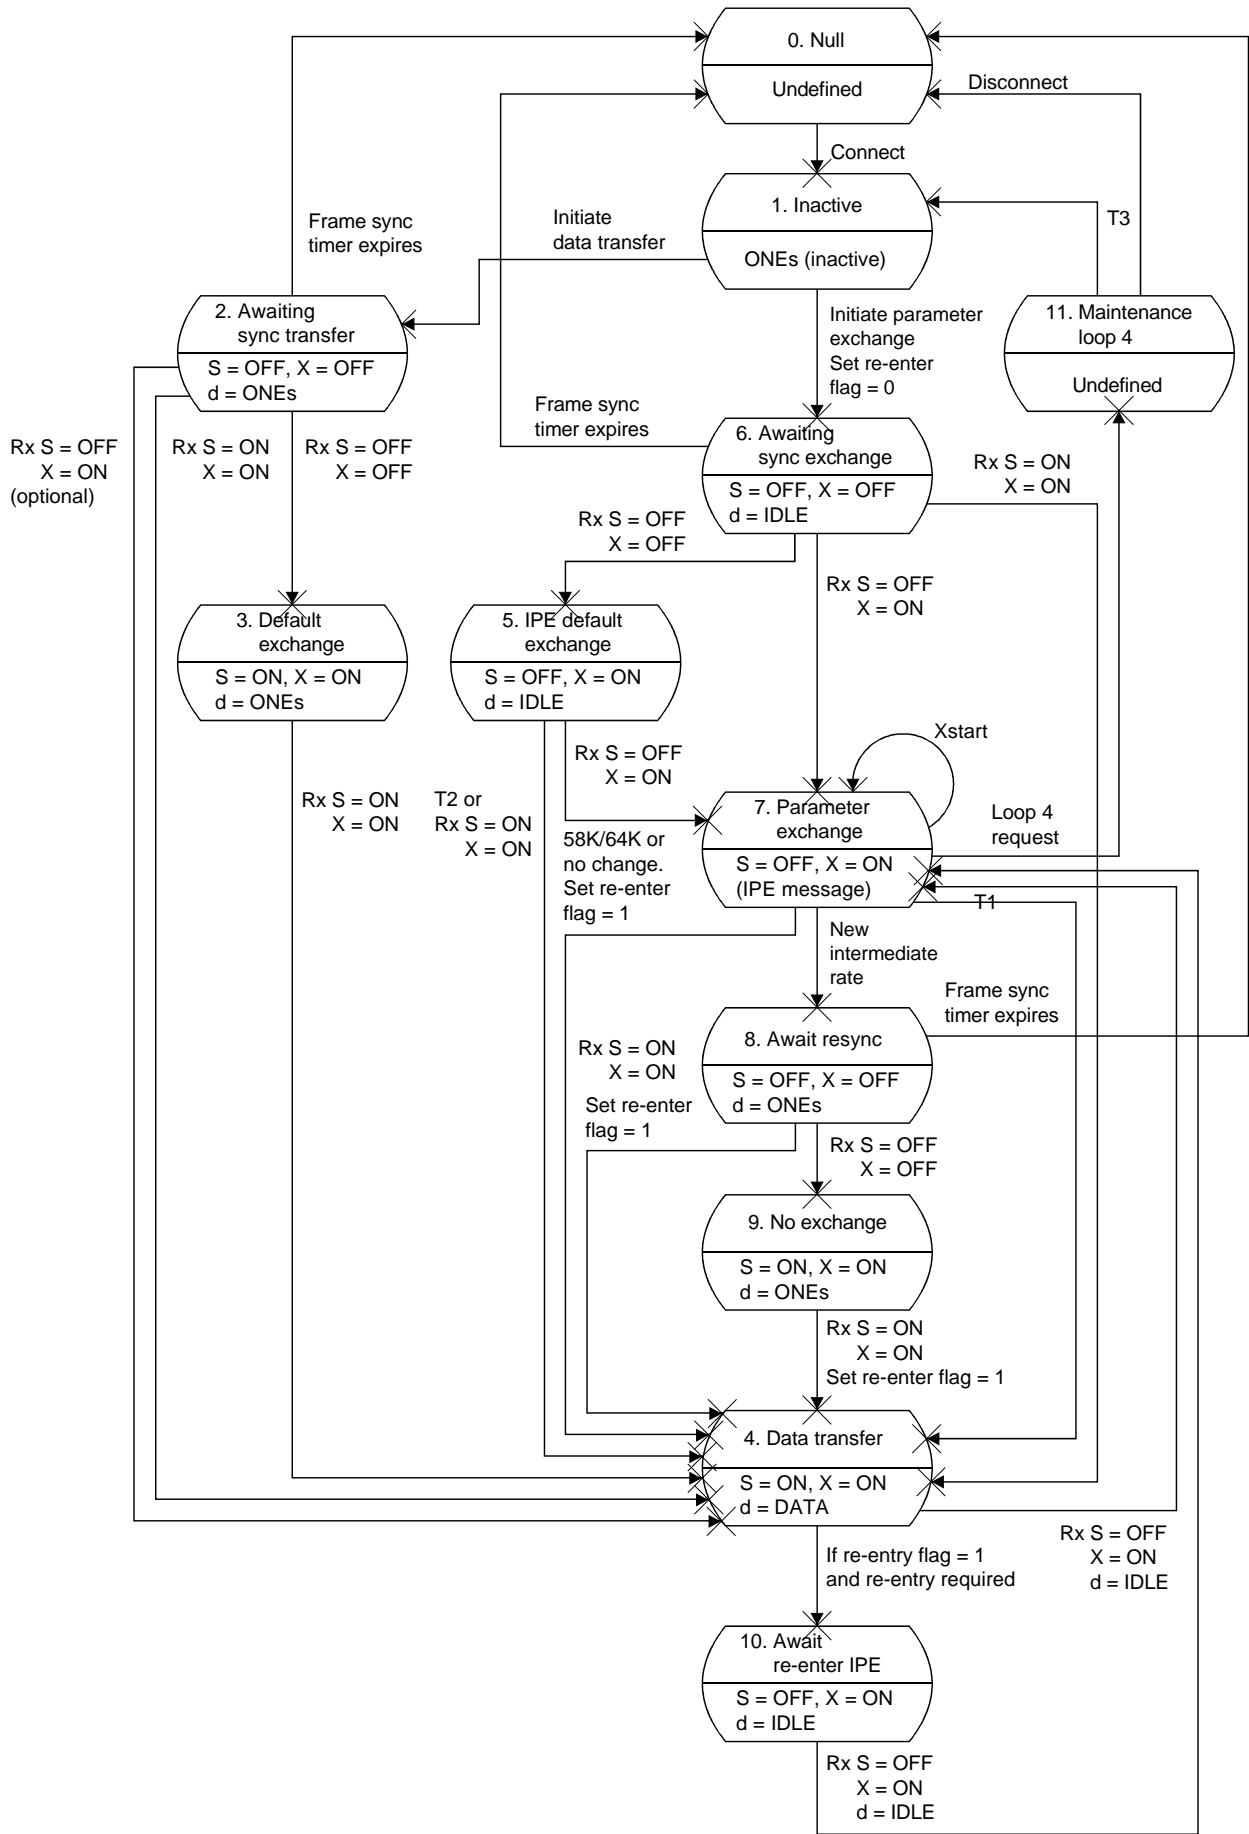 0. Null
Undefined
Disconnect
Connect
1. Inactive
ONEs (inactive)
T3
Frame sync
timer expires
Initiate
data transfer
2. Awaiting
sync transfer
S = OFF, X = OFF
d = ONEs
Initiate parameter
exchange
Set re-enter
flag = 0
11. Maintenance
loop 4
Undefined
Frame sync
timer expires
6. Awaiting
sync exchange
S = OFF, X = OFF
d = IDLE
Rx S = OFF
X = ON
(optional)
Rx S = ON
X = ON
Rx S = OFF
X = OFF
Rx S = ON
X = ON
Rx S = OFF
X = OFF
Rx S = OFF
X = ON
3. Default
exchange
S = ON, X = ON
d = ONEs
5. IPE default
exchange
S = OFF, X = ON
d = IDLE
Rx S = OFF
X = ON
Xstart
Rx S = ON
X = ON
T2 or
Rx S = ON
X = ON
58K/64K or
no change.
Set re-enter
flag = 1
7. Parameter
exchange
S = OFF, X = ON
(IPE message)
Loop 4
request
T1
New
intermediate
rate
Frame sync
timer expires
8. Await resync
S = OFF, X = OFF
d = ONEs
Rx S = ON
X = ON
Set re-enter
flag = 1
Rx S = OFF
X = OFF
9. No exchange
S = ON, X = ON
d = ONEs
Rx S = ON
X = ON
Set re-enter flag = 1
4. Data transfer
S = ON, X = ON
d = DATA
If re-entry flag = 1
and re-entry required
Rx S = OFF
X = ON
d = IDLE
10. Await
re-enter IPE
S = OFF, X = ON
d = IDLE
Rx S = OFF
X = ON
d = IDLE